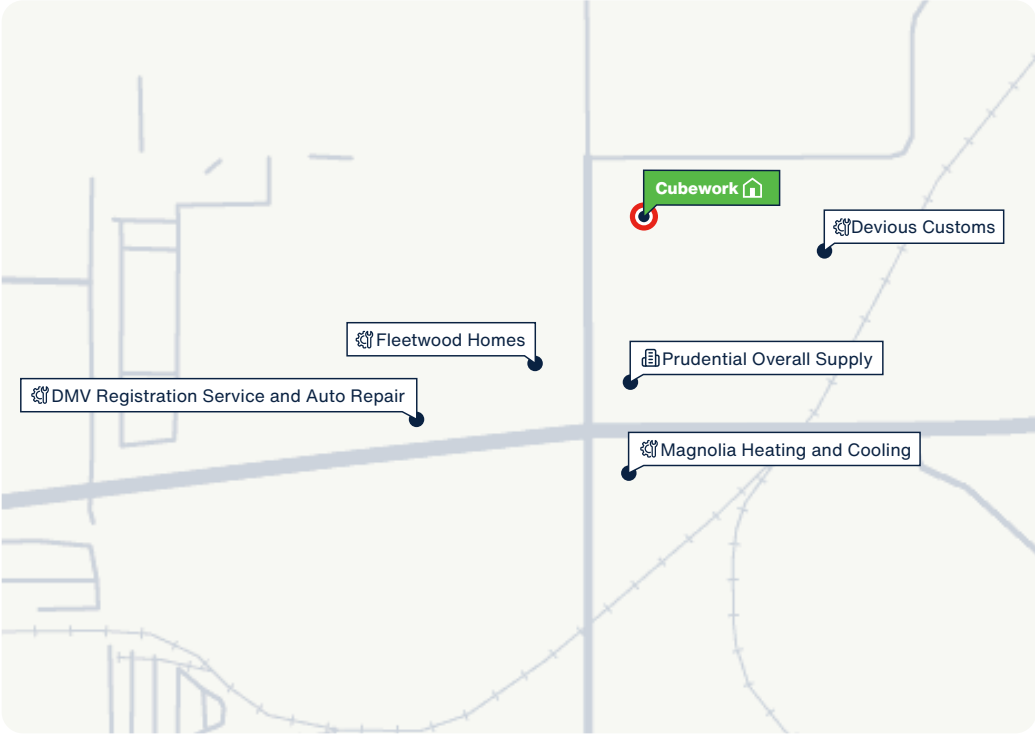 Cubework
Devious Customs
Fleetwood Homes
Prudential Overall Supply
DMV Registration Service and Auto Repair
Magnolia Heating and Cooling